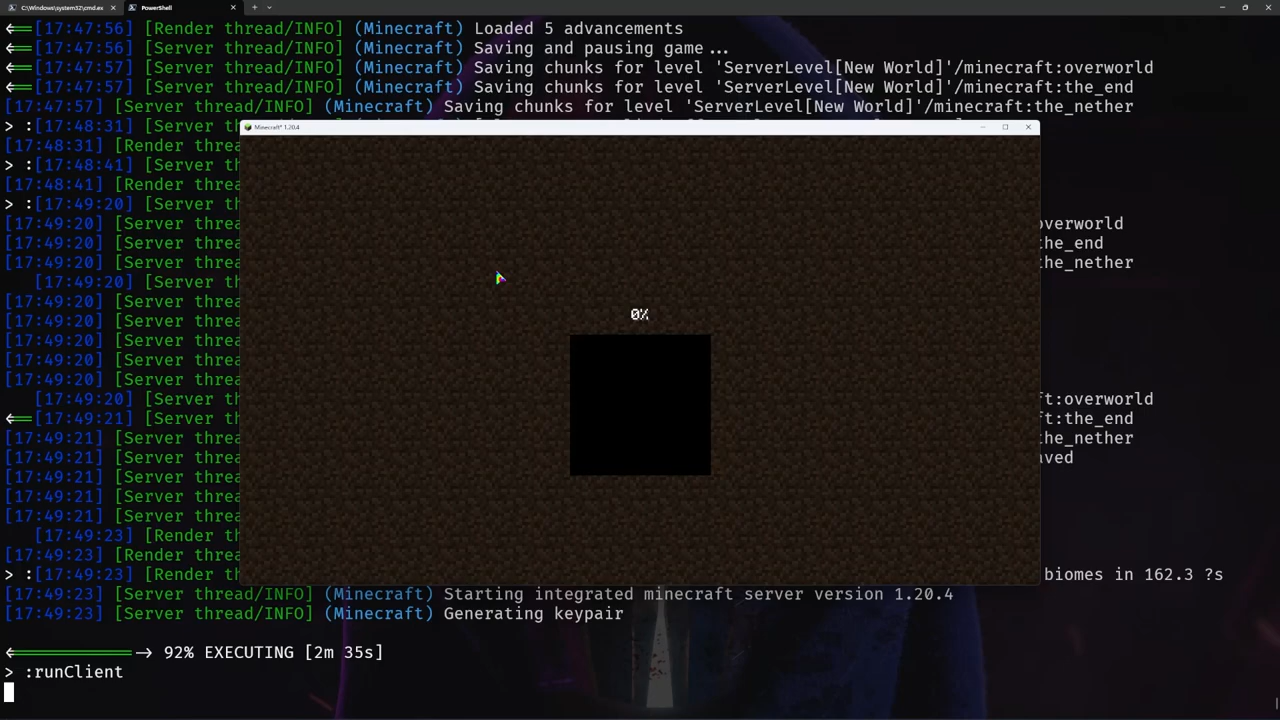 C:\Windows\system32\cmd.ex
PowerShell
[17:47:56] [Render thread/INFO] (Minecraft) Loaded 5 advancements
[17:47:56] [Server thread/INFO] (Minecraft) Saving and pausing game...
[17:47:57] [Server thread/INFO] (Minecraft) Saving chunks for level 'ServerLevel[New World]'/minecraft:overworld
[17:47:57] [Server thread/INFO] (Minecraft) Saving chunks for level 'ServerLevel[New World]'/minecraft:the_end
[17:47:57] [Server thread/INFO] (Minecraft) Saving chunks for level 'ServerLevel[New World]'/minecraft:the_nether
> :[17:48:31] [Server thread/INFO] (Minecraft)
Minecraft* 1.20.4
[17:48:31] [Render th
> :[17:48:41] [Server th
[17:48:41] [Render th
> :[17:49:20] [Server th
[17:49:20] [Server threa overworld
[17:49:20] [Server threa the_end
[17:49:20] [Server threa the_nether
[17:49:20] [Server th
[17:49:20] [Server threa
0%
[17:49:20] [Server threa
[17:49:20] [Server threa
[17:49:20] [Server threa
[17:49:20] [Server threa
[17:49:20] [Server th ft:overworld
[17:49:21] [Server th ft:the_end
[17:49:21] [Server threa the_nether
[17:49:21] [Server threa aved
[17:49:21] [Server threa
[17:49:21] [Server threa
[17:49:21] [Server threa
[17:49:23] [Render th
[17:49:23] [Render threa
> :[17:49:23] [Render th biomes in 162.3 ?s
[17:49:23] [Server thread/INFO] (Minecraft) Starting integrated minecraft server version 1.20.4
[17:49:23] [Server thread/INFO] (Minecraft) Generating keypair
92% EXECUTING [2m 35s]
> :runClient